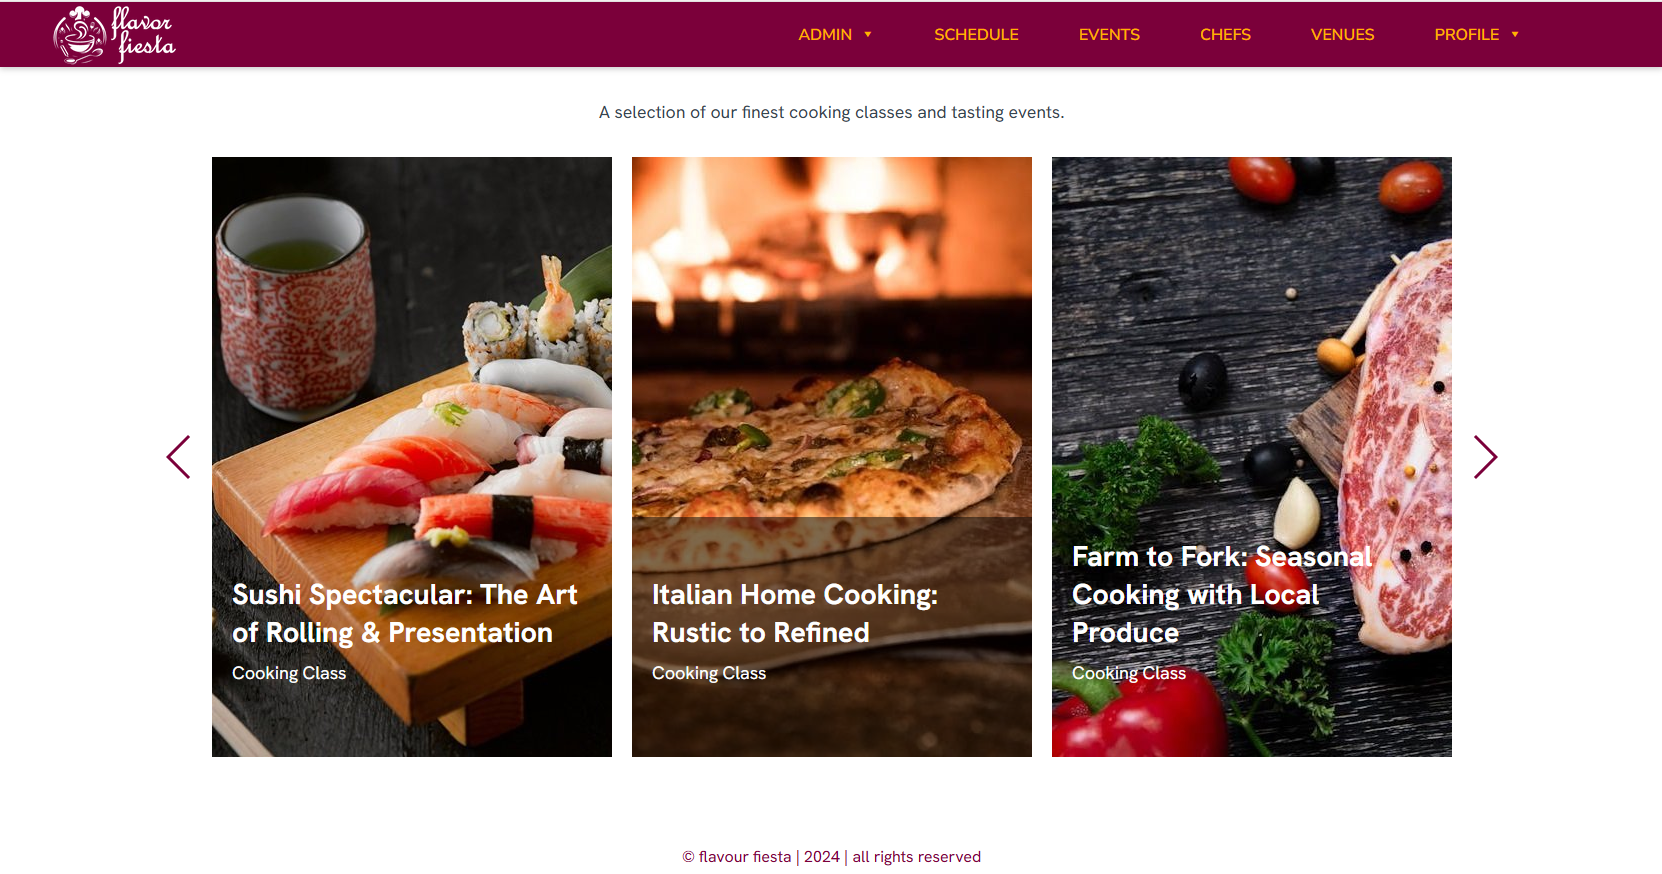 flavor
fiesta
ADMIN ▼ SCHEDULE EVENTS CHEFS VENUES PROFILE ▼
A selection of our finest cooking classes and tasting events.
Sushi Spectacular: The Art
of Rolling & Presentation
Cooking Class
Italian Home Cooking:
Rustic to Refined
Cooking Class
Farm to Fork: Seasonal
Cooking with Local
Produce
Cooking Class
© flavour fiesta | 2024 | all rights reserved